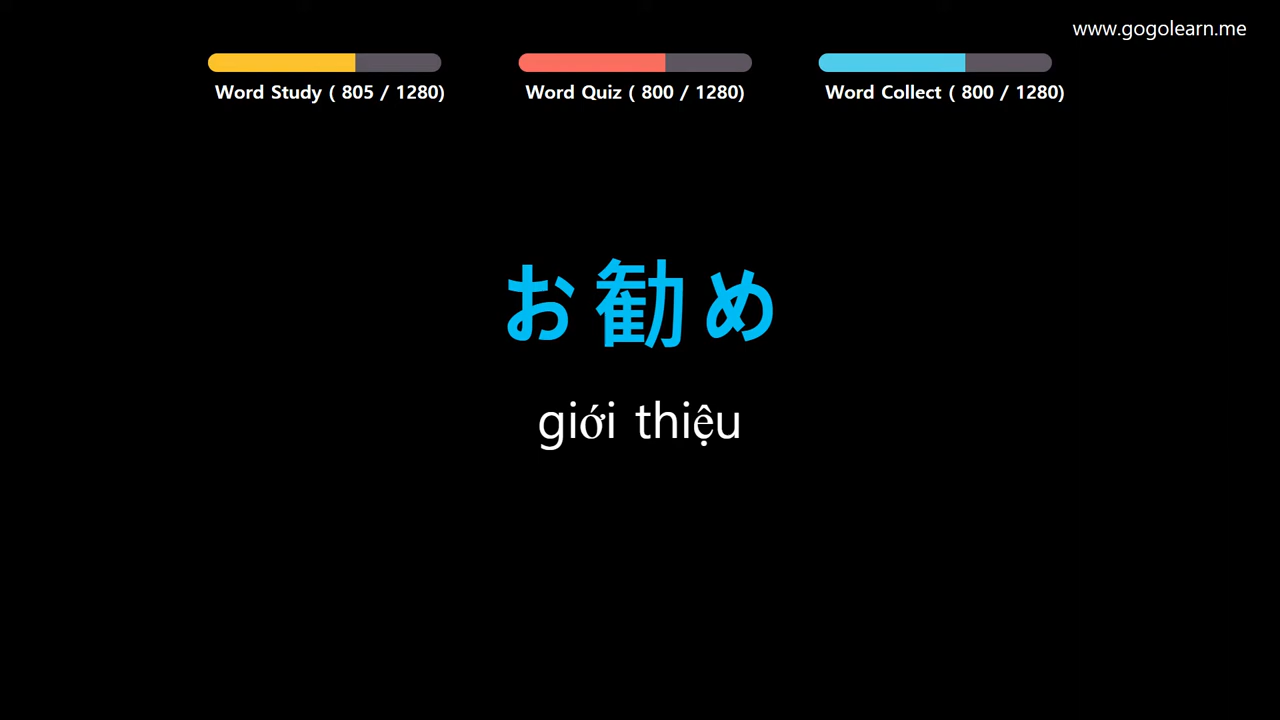 www.gogolearn.me
Word Study ( 805 / 1280)
Word Quiz ( 800 / 1280)
Word Collect ( 800 / 1280)
お勧め
giới thiệu